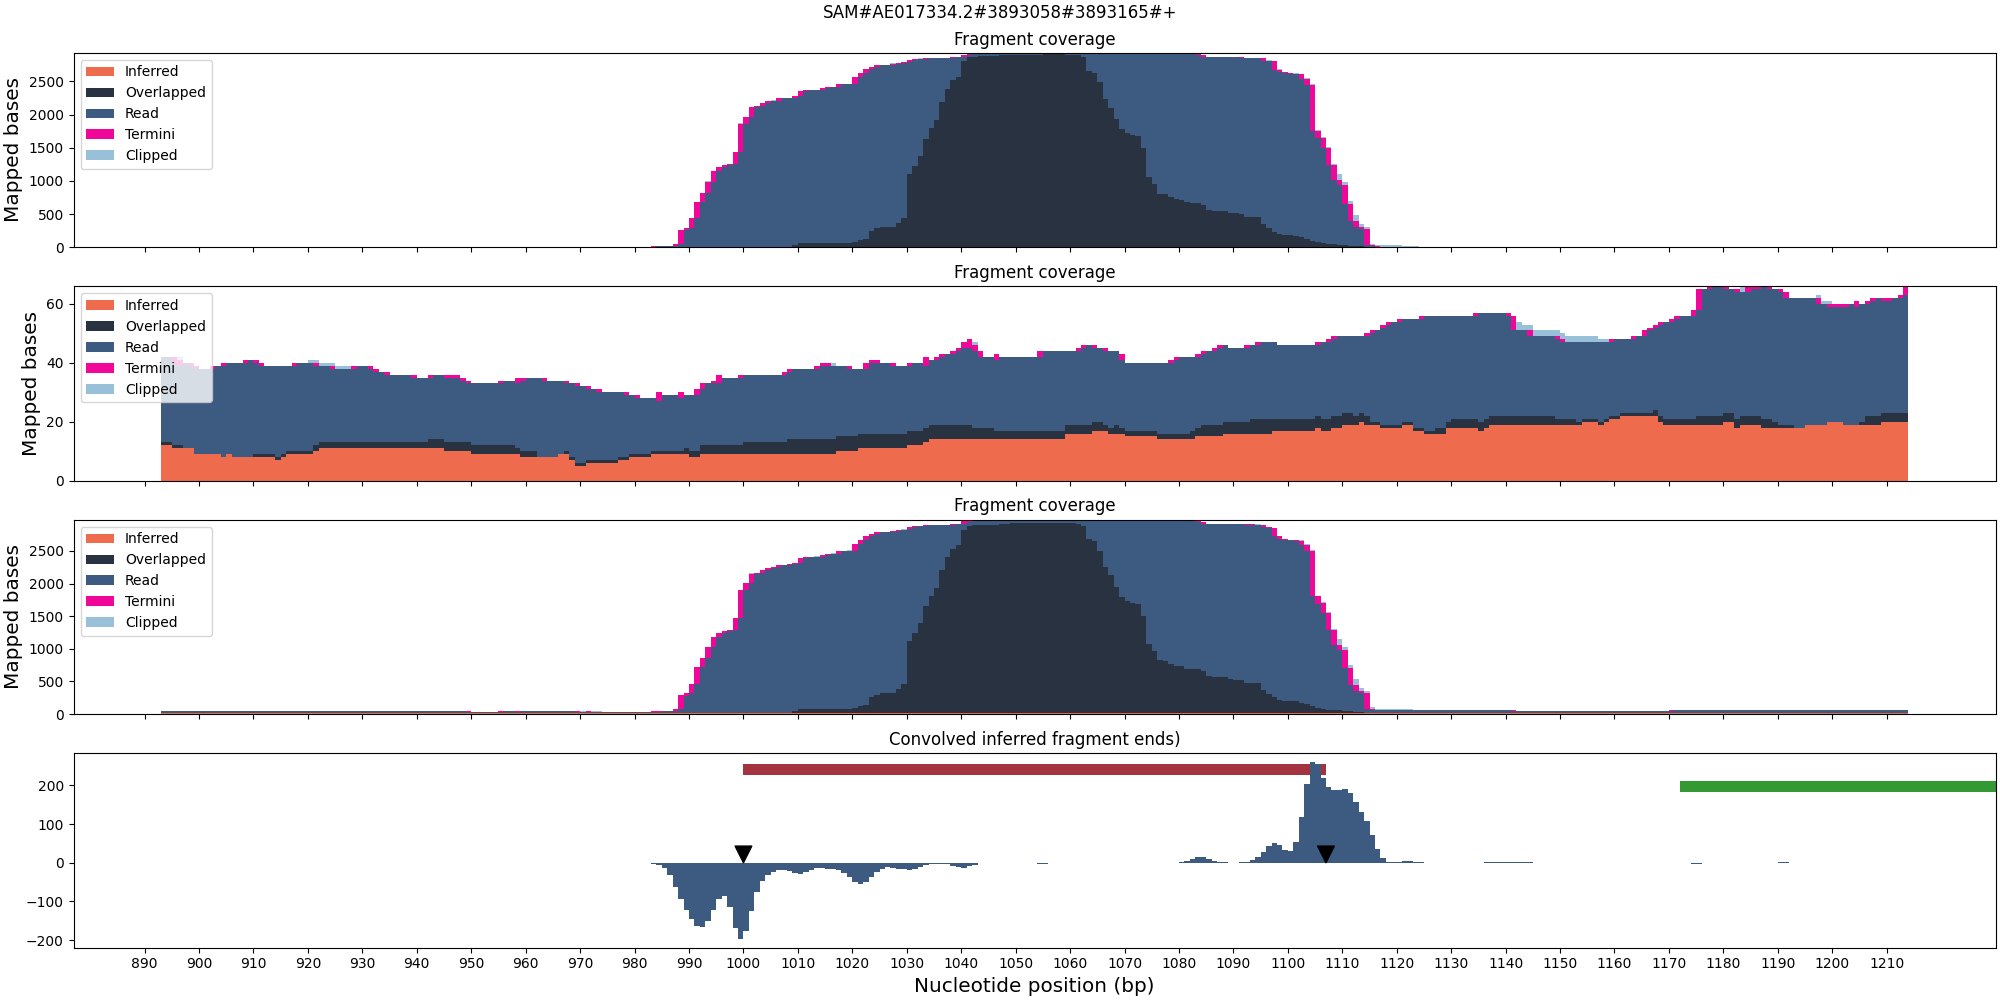 SAM#AE017334.2#3893058#3893165#+
Fragment coverage
Mapped bases
2500
2000
1500
1000
500
0
Inferred
Overlapped
Read
Termini
Clipped
Fragment coverage
Mapped bases
60
40
20
0
Inferred
Overlapped
Read
Termini
Clipped
Fragment coverage
Mapped bases
2500
2000
1500
1000
500
0
Inferred
Overlapped
Read
Termini
Clipped
Convolved inferred fragment ends)
200
100
0
−100
−200
890 900 910 920 930 940 950 960 970 980 990 1000 1010 1020 1030 1040 1050 1060 1070 1080 1090 1100 1110 1120 1130 1140 1150 1160 1170 1180 1190 1200 1210
Nucleotide position (bp)